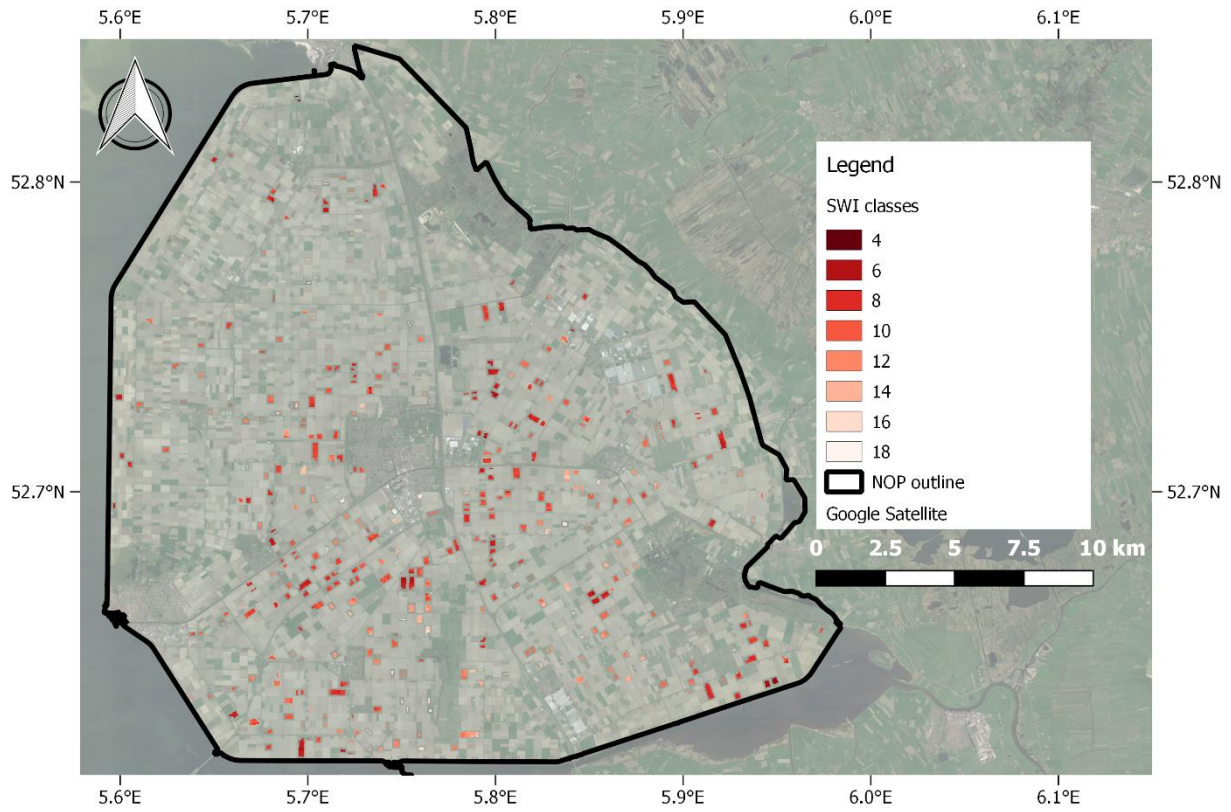 5.6°E 5.7°E 5.8°E 5.9°E 6.0°E 6.1°E
52.8°N 52.8°N
52.7°N 52.7°N
Legend
SWI classes
4
6
8
10
12
14
16
18
NOP outline
Google Satellite
0 2.5 5 7.5 10 km
5.6°E 5.7°E 5.8°E 5.9°E 6.0°E 6.1°E